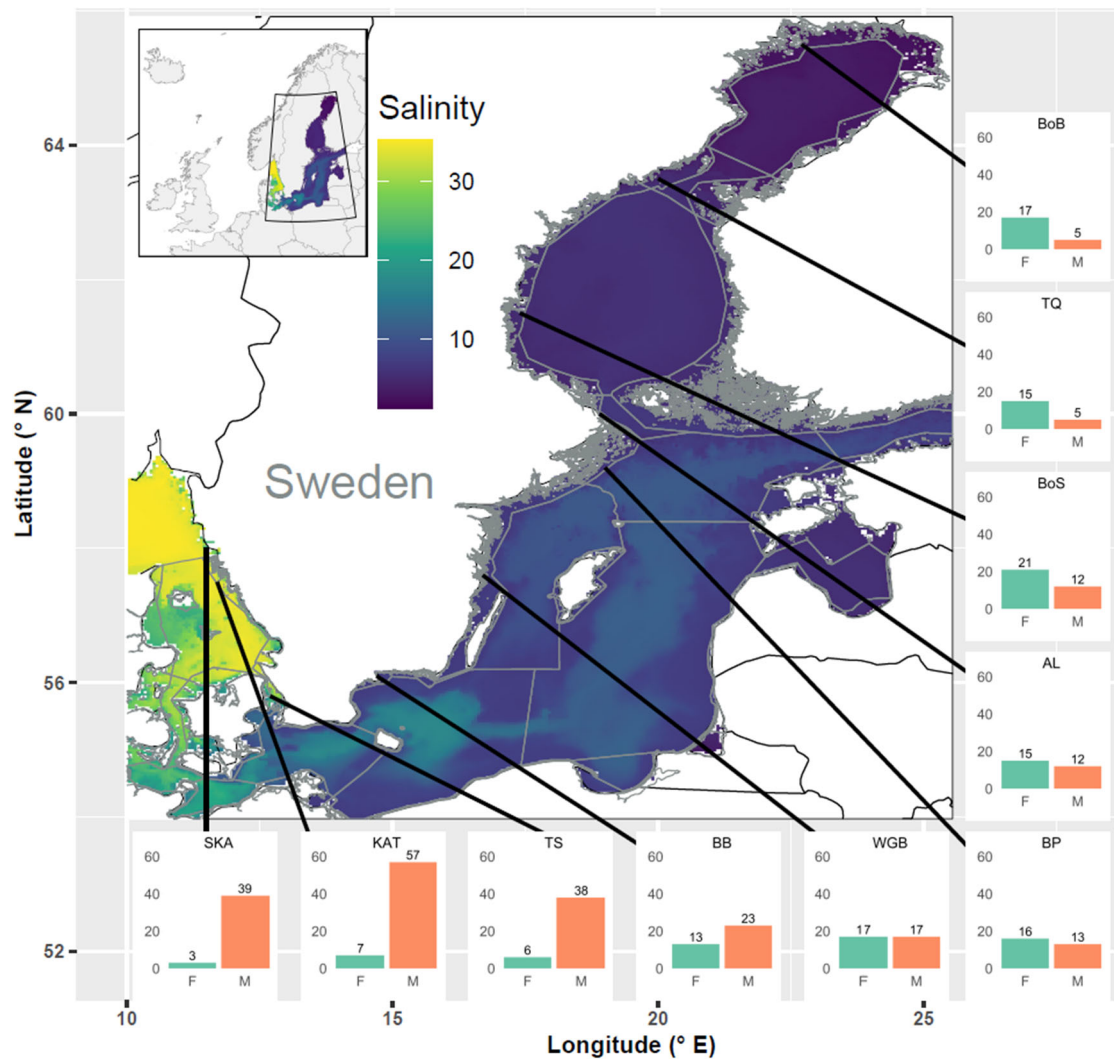 Salinity
30
20
10
Sweden
64
60
56
52
Latitude (° N)
10
15
20
25
Longitude (° E)
BoB
60
40
20
0
17
5
F
M
TQ
60
40
20
0
15
5
F
M
BoS
60
40
20
0
21
12
F
M
AL
60
40
20
0
15
12
F
M
SKA
60
40
20
0
3
39
F
M
KAT
60
40
20
0
7
57
F
M
TS
60
40
20
0
6
38
F
M
BB
60
40
20
0
13
23
F
M
WGB
60
40
20
0
17
17
F
M
BP
60
40
20
0
16
13
F
M